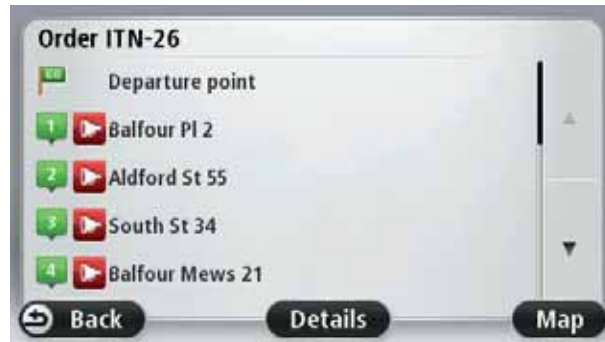 Order ITN-26
GO
Departure point
1 Balfour Pl 2
2 Aldford St 55
3 South St 34
4 Balfour Mews 21
Back Details Map